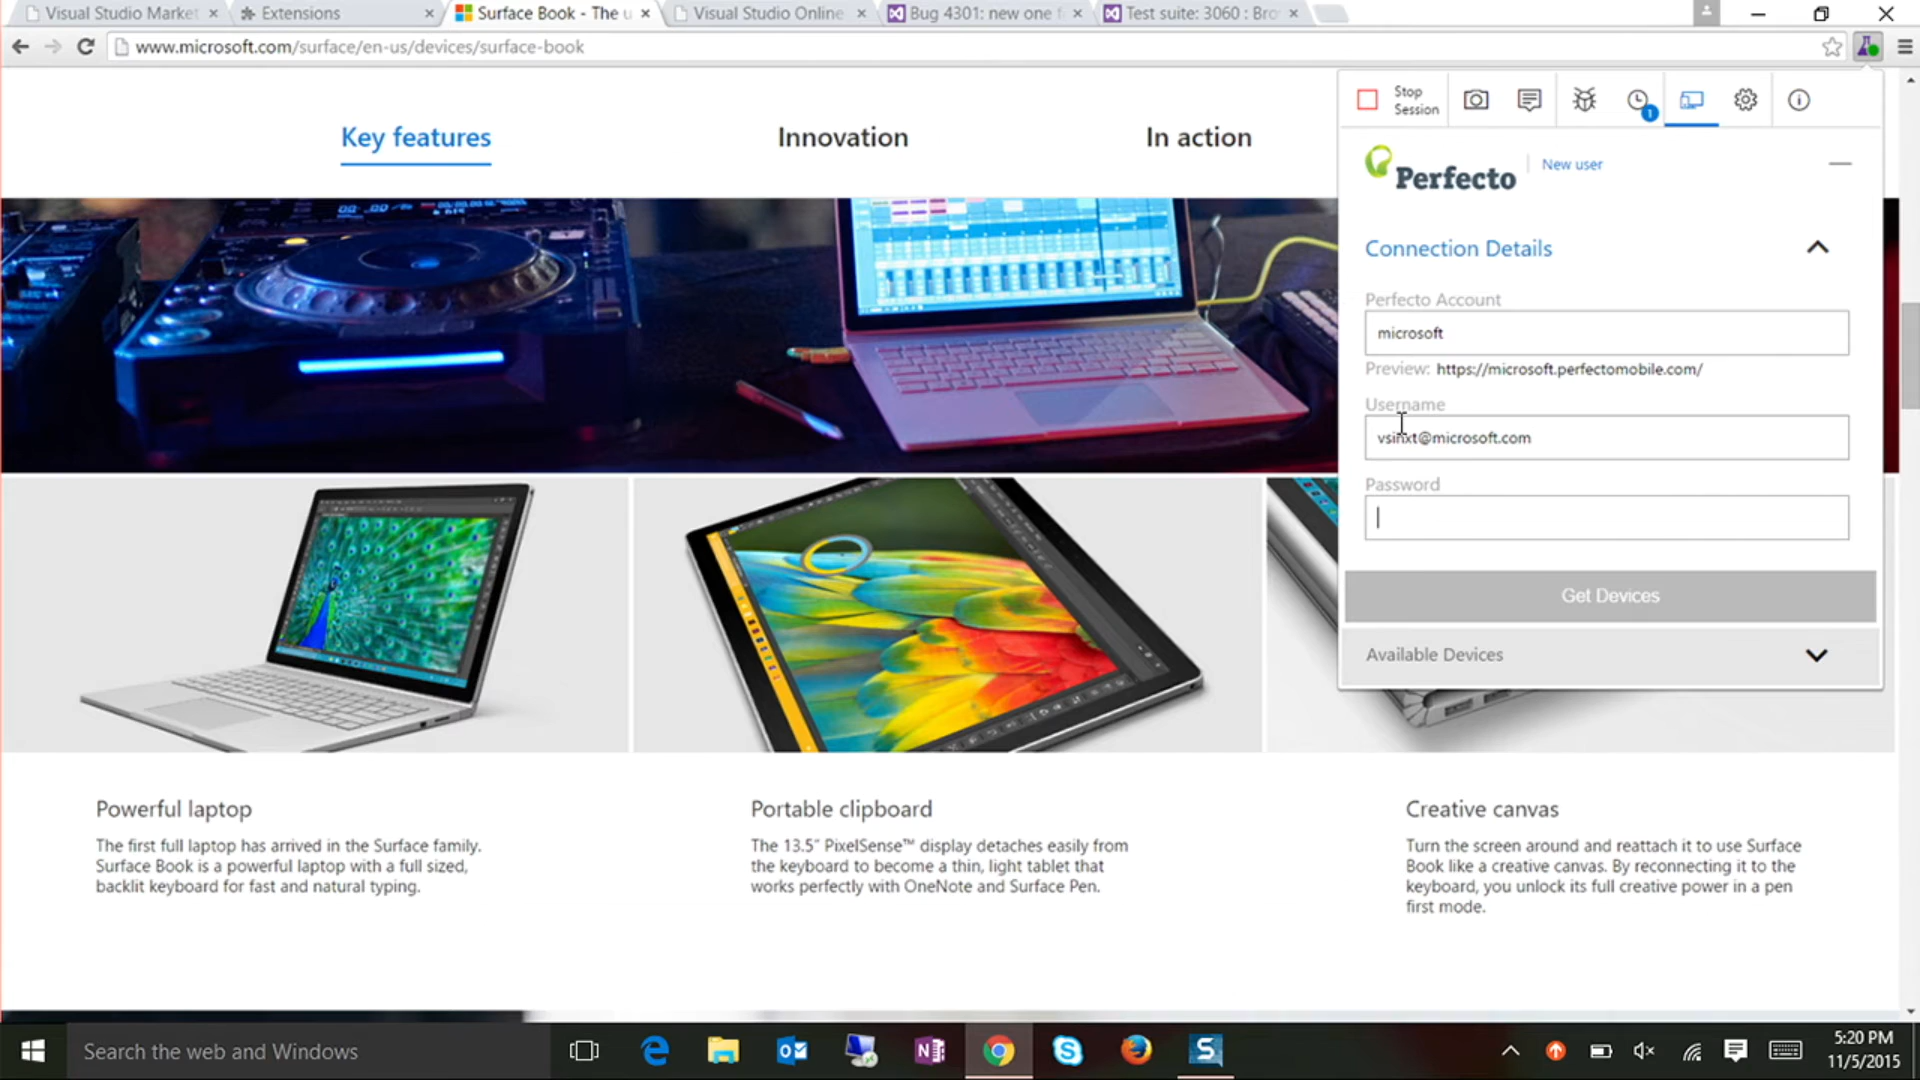 Visual Studio Market
Extensions
Surface Book - The u
Visual Studio Online
Bug 4301: new one f
Test suite: 3060 : Bro
www.microsoft.com/surface/en-us/devices/surface-book
Key features
Innovation
In action
Stop
Session
1
Perfecto
New user
Connection Details
Perfecto Account
microsoft
Preview: https://microsoft.perfectomobile.com/
Username
vsinxt@microsoft.com
Password
Get Devices
Available Devices
Powerful laptop
The first full laptop has arrived in the Surface family.
Surface Book is a powerful laptop with a full sized,
backlit keyboard for fast and natural typing.
Portable clipboard
The 13.5" PixelSense™ display detaches easily from
the keyboard to become a thin, light tablet that
works perfectly with OneNote and Surface Pen.
Creative canvas
Turn the screen around and reattach it to use Surface
Book like a creative canvas. By reconnecting it to the
keyboard, you unlock its full creative power in a pen
first mode.
Search the web and Windows
5:20 PM
11/5/2015